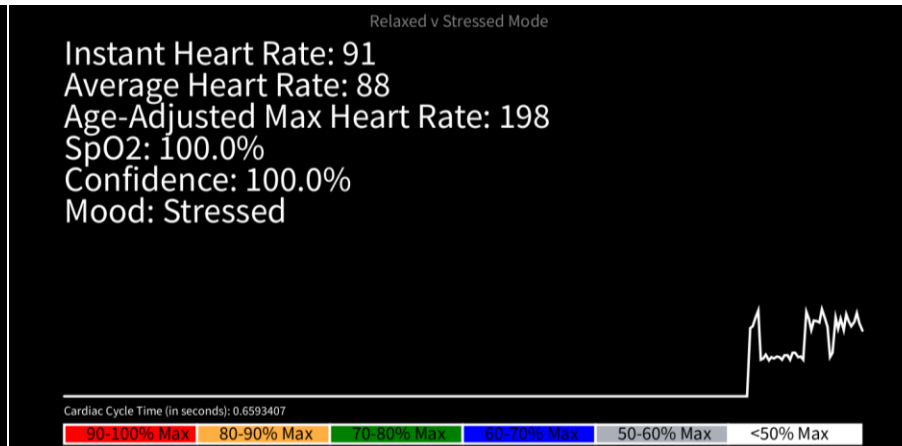 Relaxed v Stressed Mode
Instant Heart Rate: 91
Average Heart Rate: 88
Age-Adjusted Max Heart Rate: 198
SpO2: 100.0%
Confidence: 100.0%
Mood: Stressed
Cardiac Cycle Time (in seconds): 0.6593407
90-100% Max 80-90% Max 70-80% Max 60-70% Max 50-60% Max <50% Max